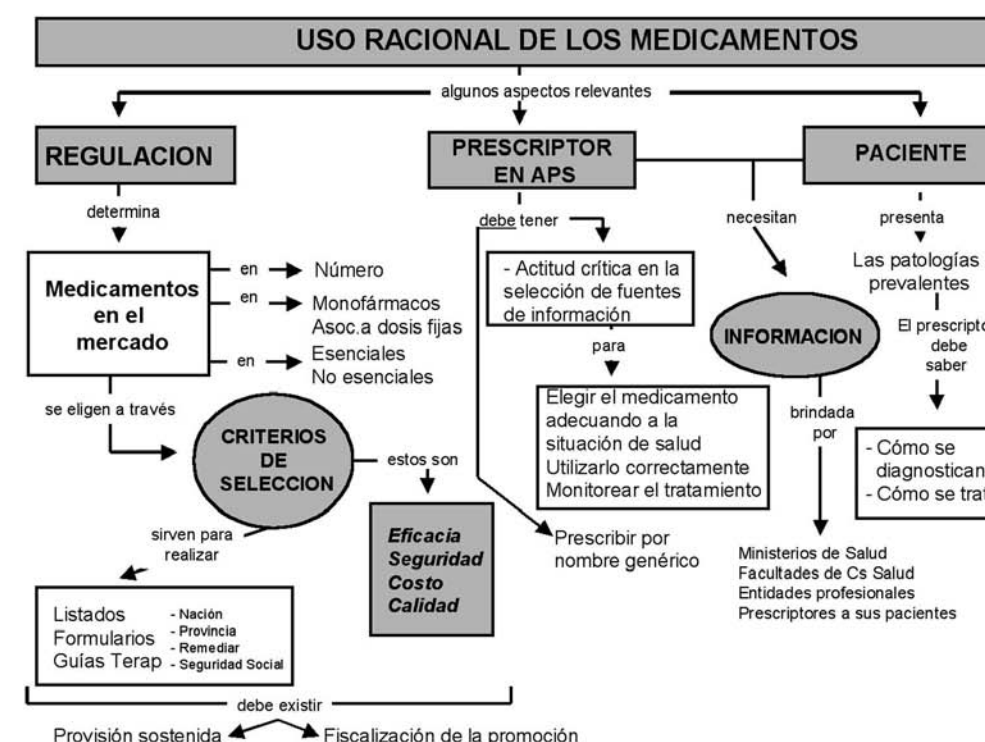 USO RACIONAL DE LOS MEDICAMENTOS
algunos aspectos relevantes
REGULACION
determina
Medicamentos
en el
mercado
en
Número
en
Monofármacos
Asoc.a dosis fijas
en
Esenciales
No esenciales
se eligen a través
CRITERIOS
DE
SELECCION
estos son
Eficacia
Seguridad
Costo
Calidad
sirven para
realizar
Listados
Formularios
Guías Terap
- Nación
- Provincia
- Remediar
- Seguridad Social
debe existir
Provisión sostenida
Fiscalización de la promoción
PRESCRIPTOR
EN APS
debe tener
- Actitud crítica en la
selección de fuentes
de información
para
Elegir el medicamento
adecuando a la
situación de salud
Utilizarlo correctamente
Monitorear el tratamiento
Prescribir por
nombre genérico
necesitan
INFORMACION
brindada
por
Ministerios de Salud
Facultades de Cs Salud
Entidades profesionales
Prescriptores a sus pacientes
PACIENTE
presenta
Las patologías
prevalentes
El prescripto
debe
saber
- Cómo se
diagnostican
- Cómo se trat